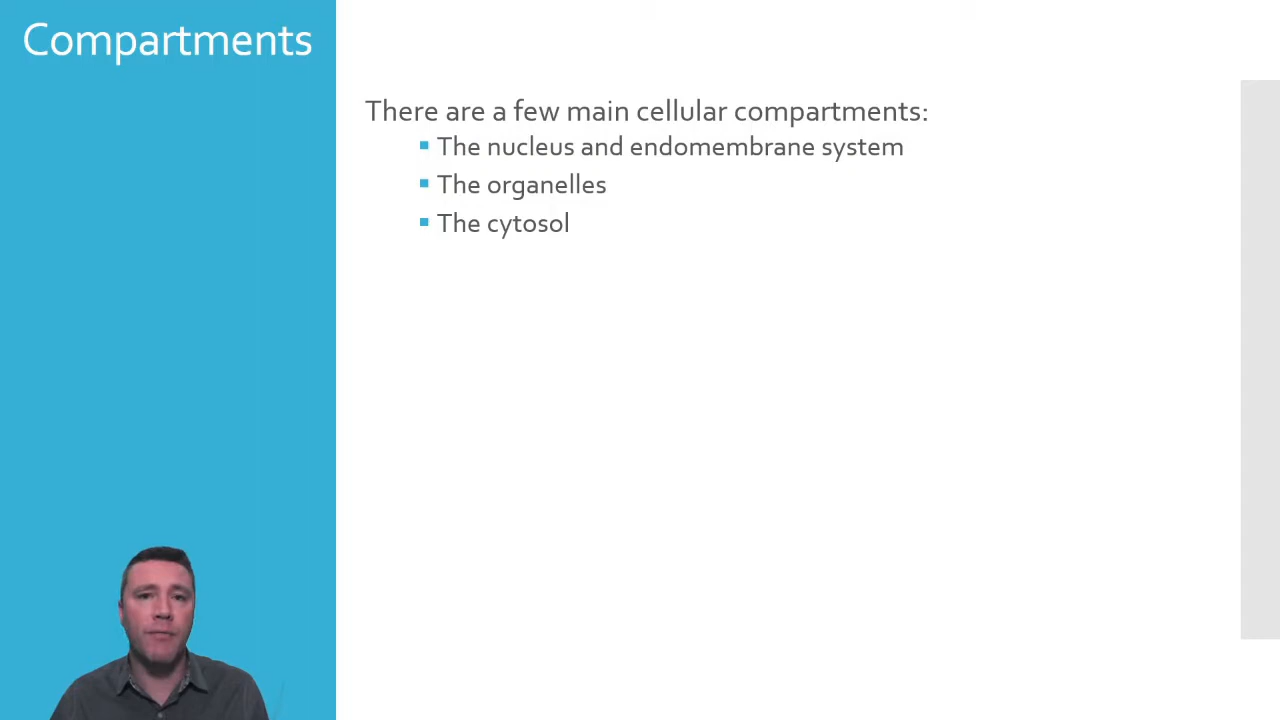 Compartments
There are a few main cellular compartments:
The nucleus and endomembrane system
The organelles
The cytosol